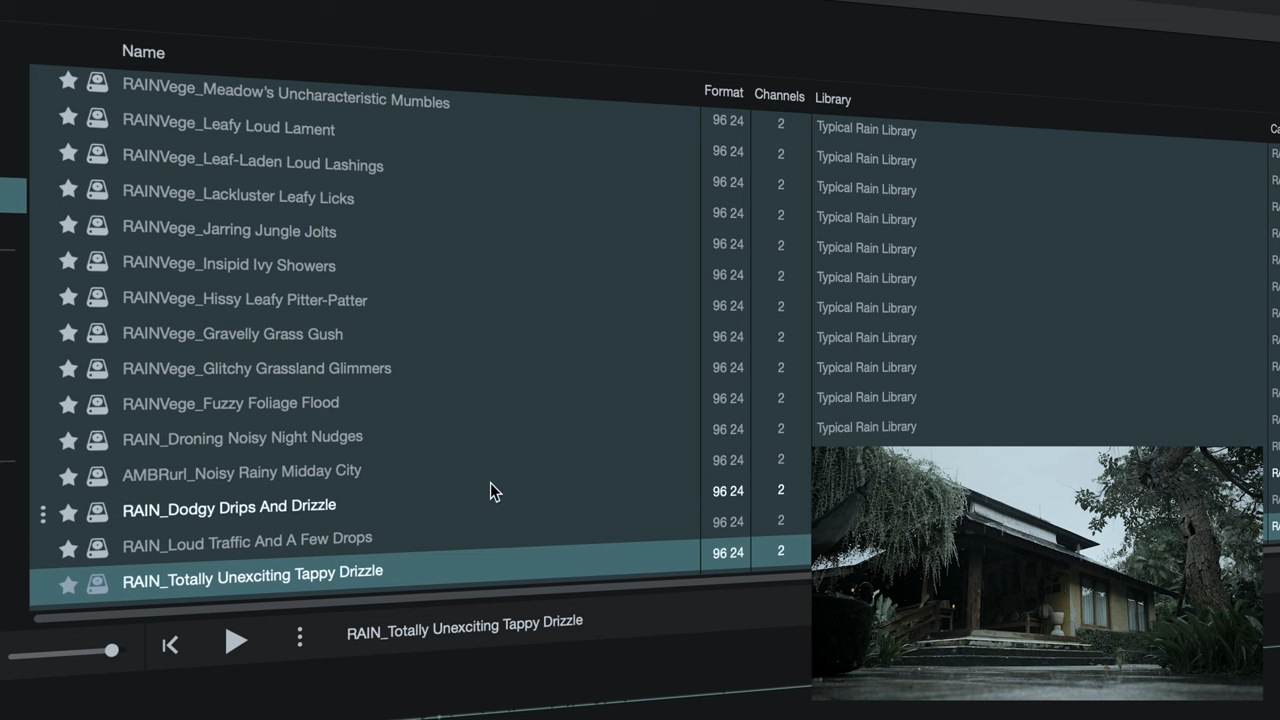 Name
Format Channels Library
RAINVege_Meadow's Uncharacteristic Mumbles 96 24 2 Typical Rain Library
RAINVege_Leafy Loud Lament 96 24 2 Typical Rain Library
RAINVege_Leaf-Laden Loud Lashings 96 24 2 Typical Rain Library
RAINVege_Lackluster Leafy Licks 96 24 2 Typical Rain Library
RAINVege_Jarring Jungle Jolts 96 24 2 Typical Rain Library
RAINVege_Insipid Ivy Showers 96 24 2 Typical Rain Library
RAINVege_Hissy Leafy Pitter-Patter 96 24 2 Typical Rain Library
RAINVege_Gravelly Grass Gush 96 24 2 Typical Rain Library
RAINVege_Glitchy Grassland Glimmers 96 24 2 Typical Rain Library
RAINVege_Fuzzy Foliage Flood 96 24 2 Typical Rain Library
RAIN_Droning Noisy Night Nudges 96 24 2 Typical Rain Library
AMBRurl_Noisy Rainy Midday City 96 24 2
RAIN_Dodgy Drips And Drizzle 96 24 2
RAIN_Loud Traffic And A Few Drops 96 24 2
RAIN_Totally Unexciting Tappy Drizzle 96 24 2
RAIN_Totally Unexciting Tappy Drizzle